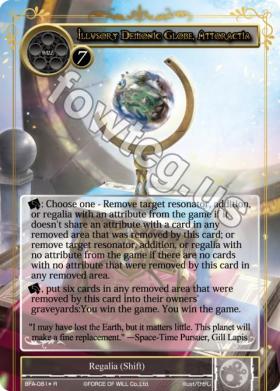 Illusory Demonic Globe, Attoractia
WILL
7
: Choose one - Remove target resonator, addition,
or regalia with an attribute from the game if it
doesn't share an attribute with a card in any
removed area that was removed by this card; or
remove target resonator, addition, or regalia with
no attribute from the game if there are no cards
with no attribute that were removed by this card in
any removed area.
, put six cards in any removed area that were
removed by this card into their owners'
graveyards:You win the game. You win the game.
"I may have lost the Earth, but it matters little. This planet will
make a fine replacement." —Space-Time Pursuer, Gill Lapis
Regalia (Shift)
BFA-081 ★ R
©FORCE OF WILL Co.,Ltd.
fowtcg.us